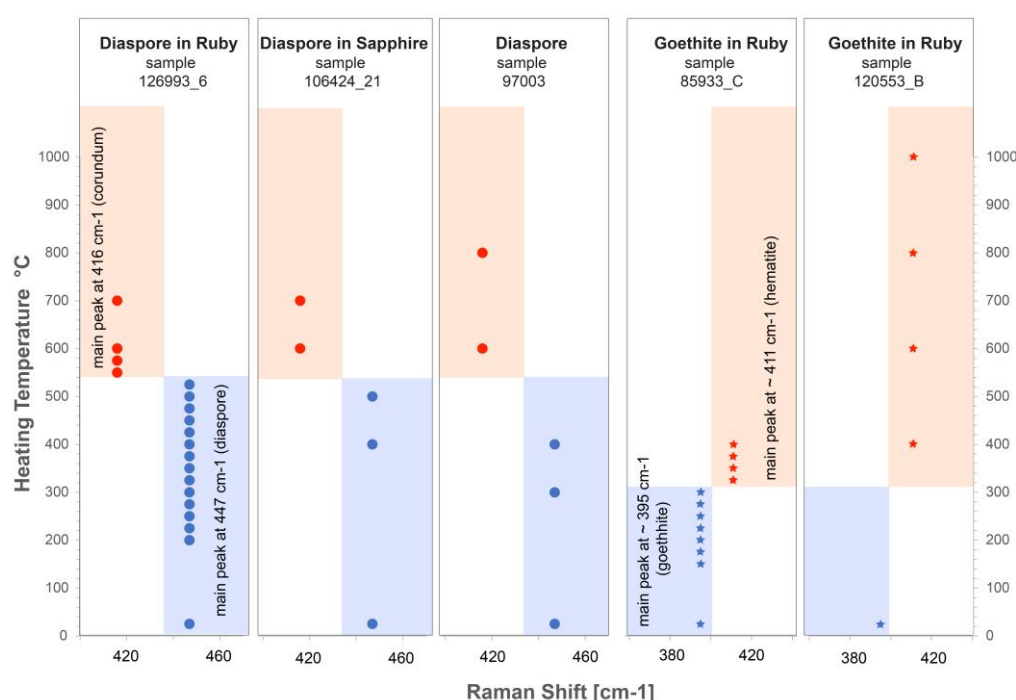 Diaspore in Ruby
sample
126993_6
Diaspore in Sapphire
sample
106424_21
Diaspore
sample
97003
Goethite in Ruby
sample
85933_C
Goethite in Ruby
sample
120553_B
Heating Temperature °C
1000
900
800
700
600
500
400
300
200
100
0
main peak at 416 cm-1 (corundum)
main peak at 447 cm-1 (diaspore)
main peak at ~ 395 cm-1
(goethhite)
main peak at ~ 411 cm-1 (hematite)
1000
900
800
700
600
500
400
300
200
100
0
420 460
420 460
420 460
380 420
380 420
Raman Shift [cm-1]